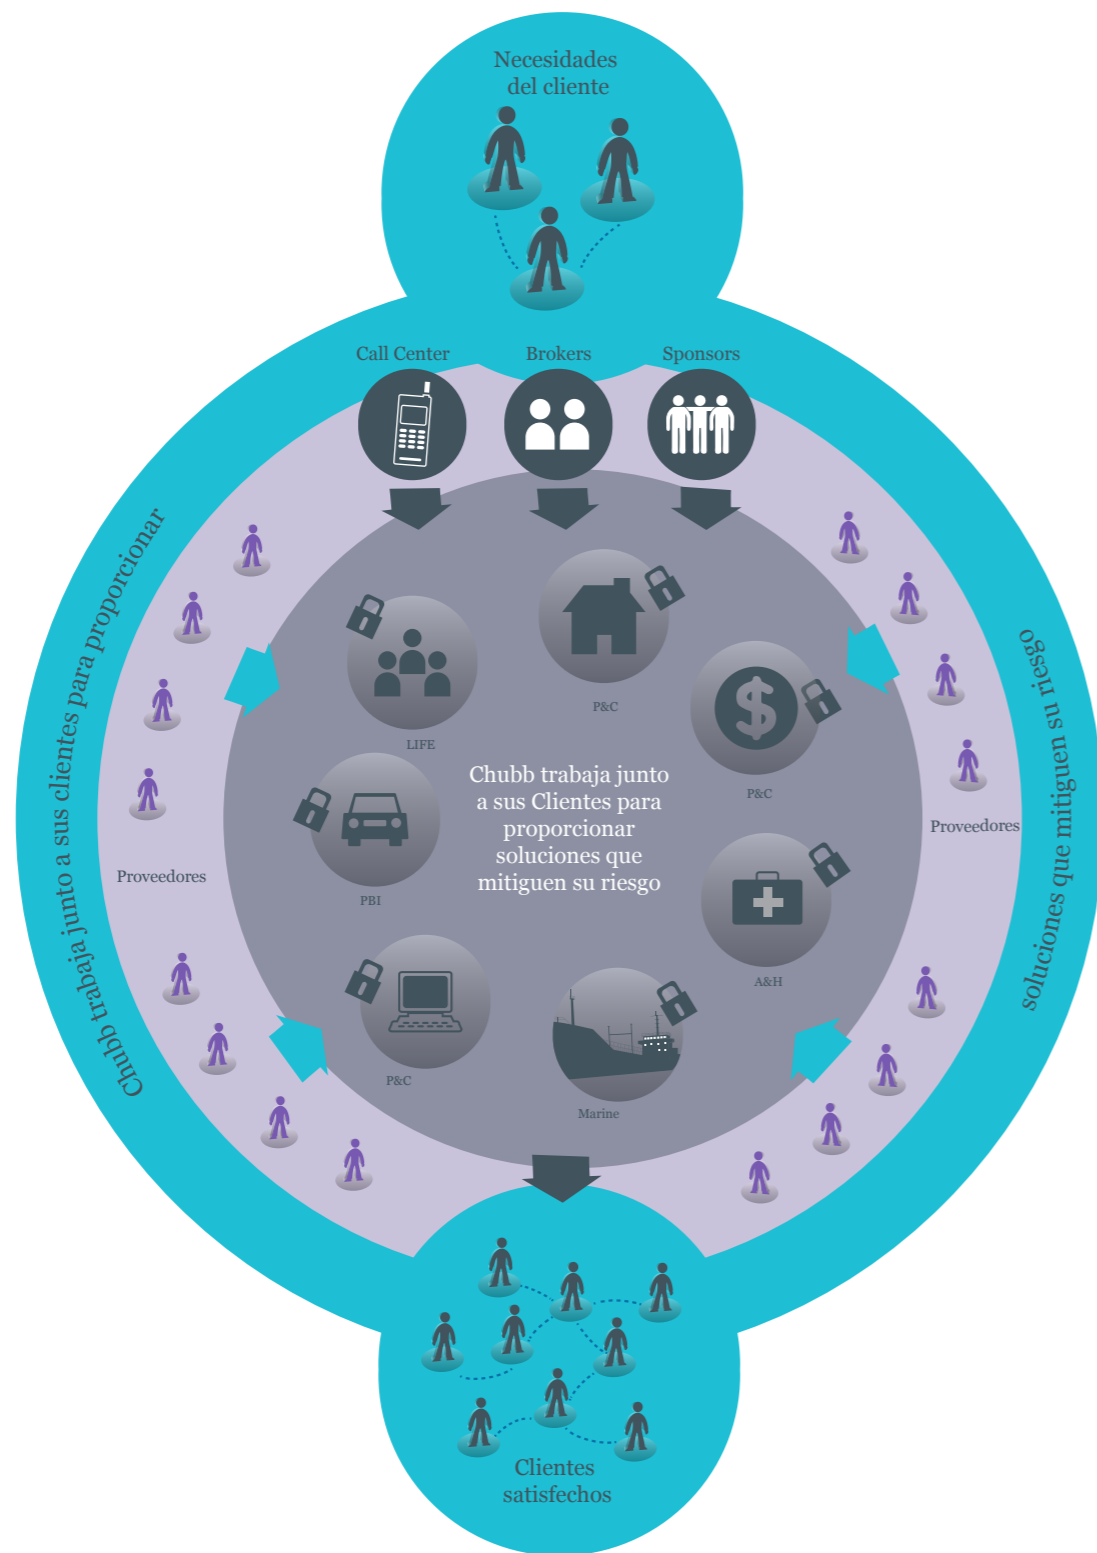 Necesidades
del cliente
Call Center
Brokers
Sponsors
Chubb trabaja junto a sus clientes para proporcionar
soluciones que mitiguen su riesgo
P&C
LIFE
P&C
Chubb trabaja junto
a sus Clientes para
proporcionar
soluciones que
mitiguen su riesgo
Proveedores
Proveedores
PBI
A&H
P&C
Marine
Clientes
satisfechos